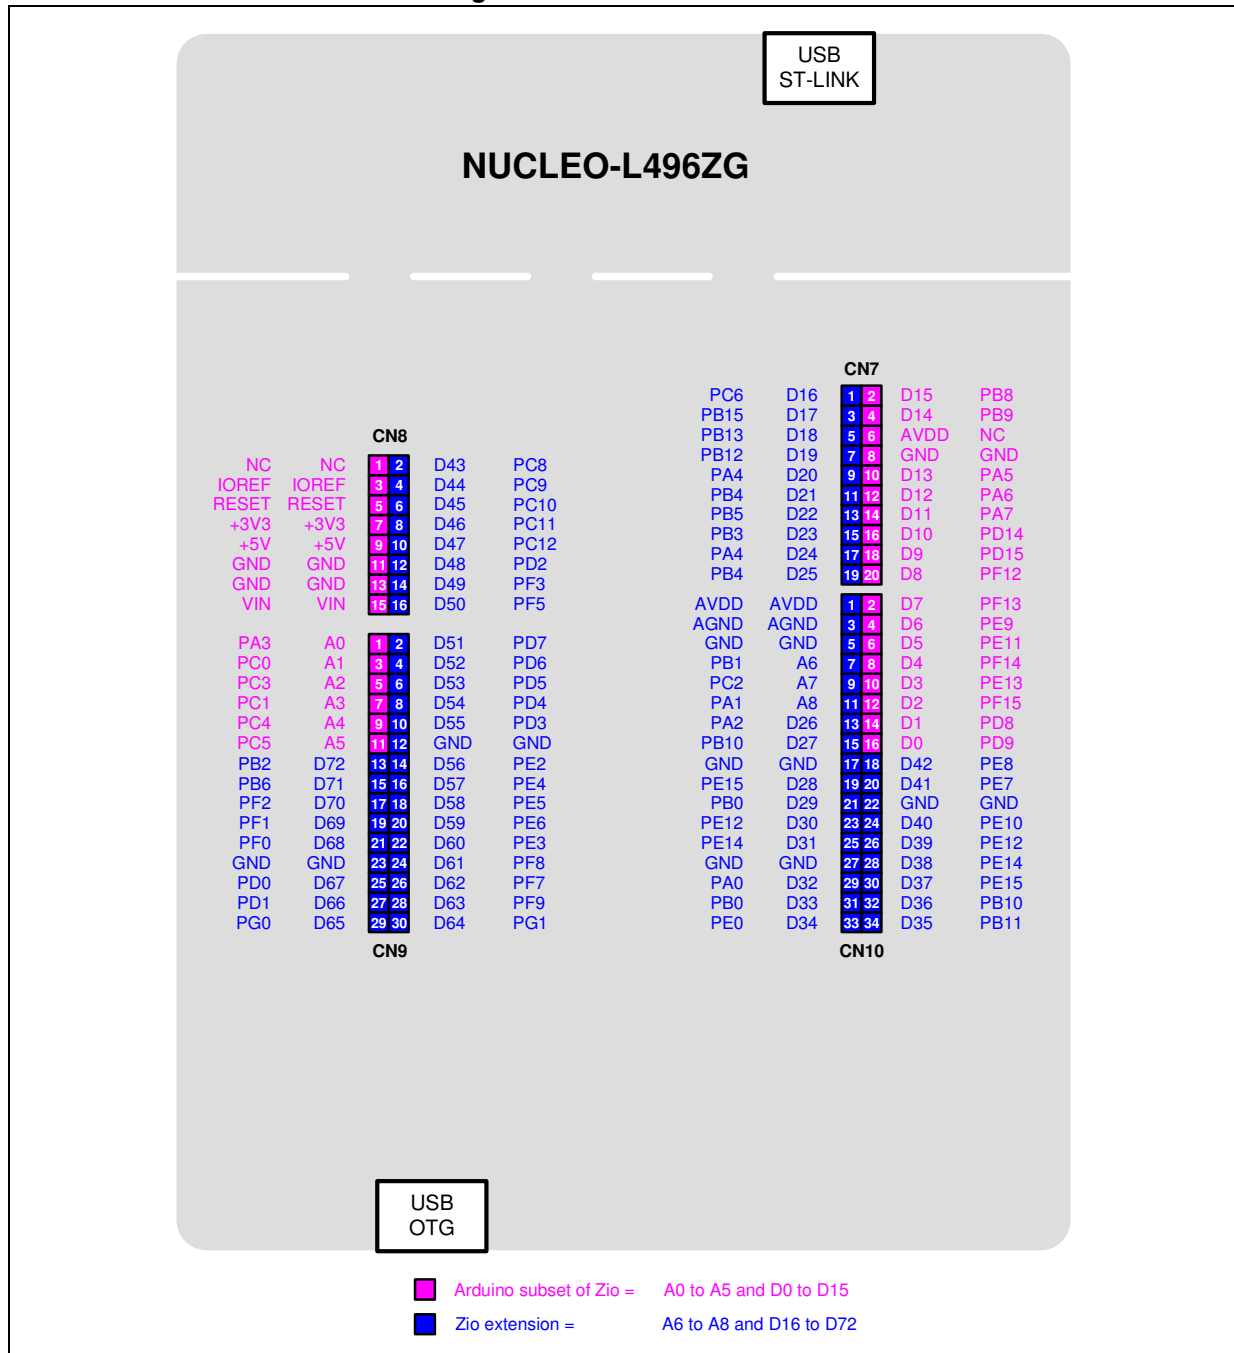 USB
ST-LINK
NUCLEO-L496ZG
CN7
PC6 D16 1 2 D15 PB8
PB15 D17 3 4 D14 PB9
PB13 D18 5 6 AVDD NC
PB12 D19 7 8 GND GND
PA4 D20 9 10 D13 PA5
PB4 D21 11 12 D12 PA6
PB5 D22 13 14 D11 PA7
PB3 D23 15 16 D10 PD14
PA4 D24 17 18 D9 PD15
PB4 D25 19 20 D8 PF12
CN8
NC NC 1 2 D43 PC8
IOREF IOREF 3 4 D44 PC9
RESET RESET 5 6 D45 PC10
+3V3 +3V3 7 8 D46 PC11
+5V +5V 9 10 D47 PC12
GND GND 11 12 D48 PD2
GND GND 13 14 D49 PF3
VIN VIN 15 16 D50 PF5
AVDD AVDD 1 2 D7 PF13
AGND AGND 3 4 D6 PE9
GND GND 5 6 D5 PE11
PB1 A6 7 8 D4 PF14
PC2 A7 9 10 D3 PE13
PA1 A8 11 12 D2 PF15
PA2 D26 13 14 D1 PD8
PB10 D27 15 16 D0 PD9
GND GND 17 18 D42 PE8
PE15 D28 19 20 D41 PE7
PB0 D29 21 22 GND GND
PE12 D30 23 24 D40 PE10
PE14 D31 25 26 D39 PE12
GND GND 27 28 D38 PE14
PA0 D32 29 30 D37 PE15
PB0 D33 31 32 D36 PB10
PE0 D34 33 34 D35 PB11
CN10
PA3 A0 1 2 D51 PD7
PC0 A1 3 4 D52 PD6
PC3 A2 5 6 D53 PD5
PC1 A3 7 8 D54 PD4
PC4 A4 9 10 D55 PD3
PC5 A5 11 12 GND GND
PB2 D72 13 14 D56 PE2
PB6 D71 15 16 D57 PE4
PF2 D70 17 18 D58 PE5
PF1 D69 19 20 D59 PE6
PF0 D68 21 22 D60 PE3
GND GND 23 24 D61 PF8
PD0 D67 25 26 D62 PF7
PD1 D66 27 28 D63 PF9
PG0 D65 29 30 D64 PG1
CN9
USB
OTG
Arduino subset of Zio = A0 to A5 and D0 to D15
Zio extension = A6 to A8 and D16 to D72